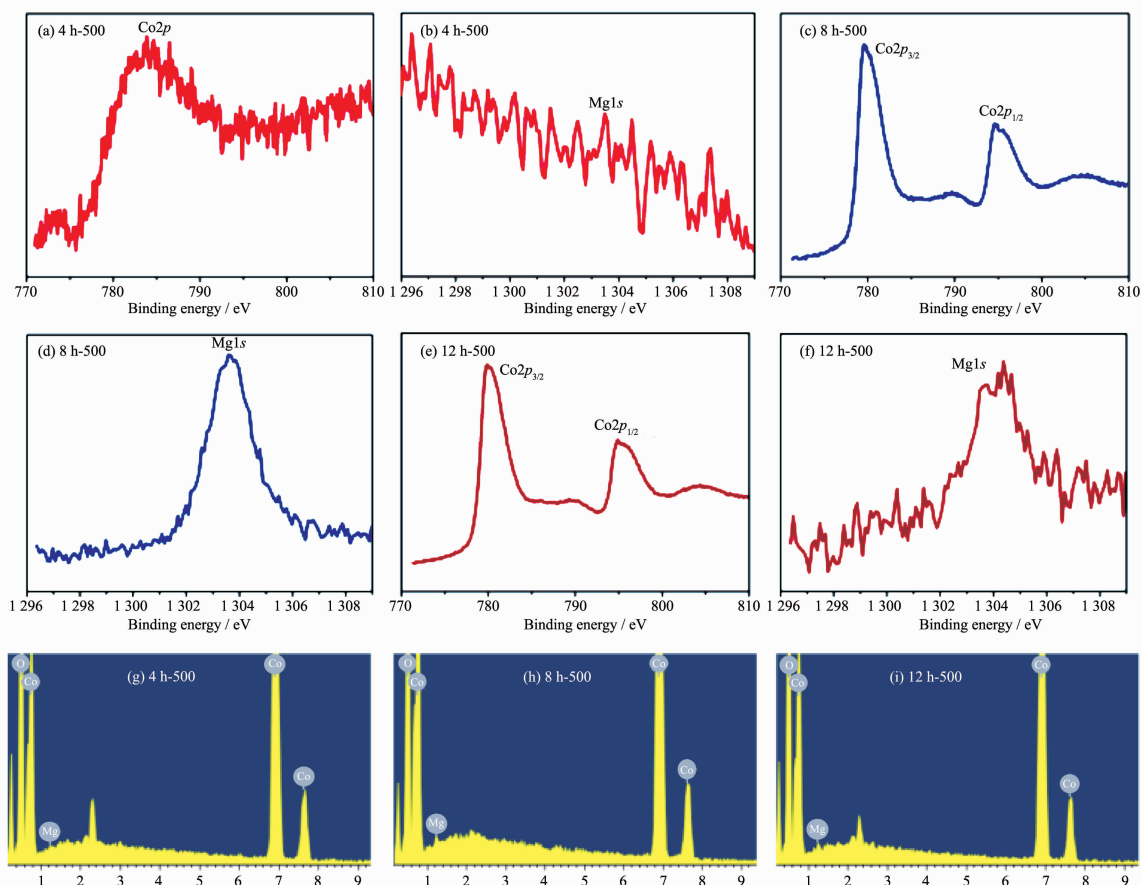 (a) 4 h-500
Co2p
770 780 790 800 810
Binding energy / eV
(b) 4 h-500
Mg1s
1 296 1 298 1 300 1 302 1 304 1 306 1 308
Binding energy / eV
(c) 8 h-500
Co2p3/2
Co2p1/2
770 780 790 800 810
Binding energy / eV
(d) 8 h-500
Mg1s
1 296 1 300 1 304 1 308
Binding energy / eV
(e) 12 h-500
Co2p3/2
Co2p1/2
770 780 790 800 810
Binding energy / eV
(f) 12 h-500
Mg1s
1 296 1 298 1 300 1 302 1 304 1 306 1 308
Binding energy / eV
(g) 4 h-500
O
Co
Mg
Co
Co
1 2 3 4 5 6 7 8 9
(h) 8 h-500
O
Co
Mg
Co
Co
1 2 3 4 5 6 7 8 9
(i) 12 h-500
O
Co
Mg
Co
Co
1 2 3 4 5 6 7 8 9